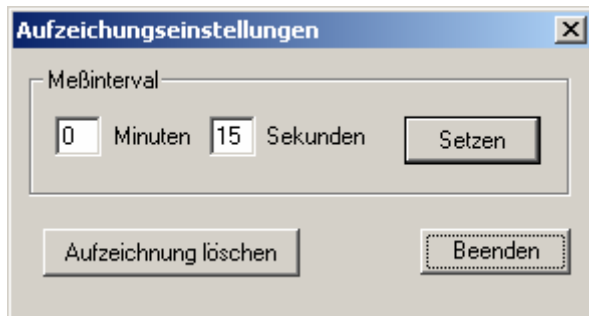 Aufzeichungseinstellungen
Meßinterval
0 Minuten 15 Sekunden Setzen
Aufzeichnung löschen Beenden